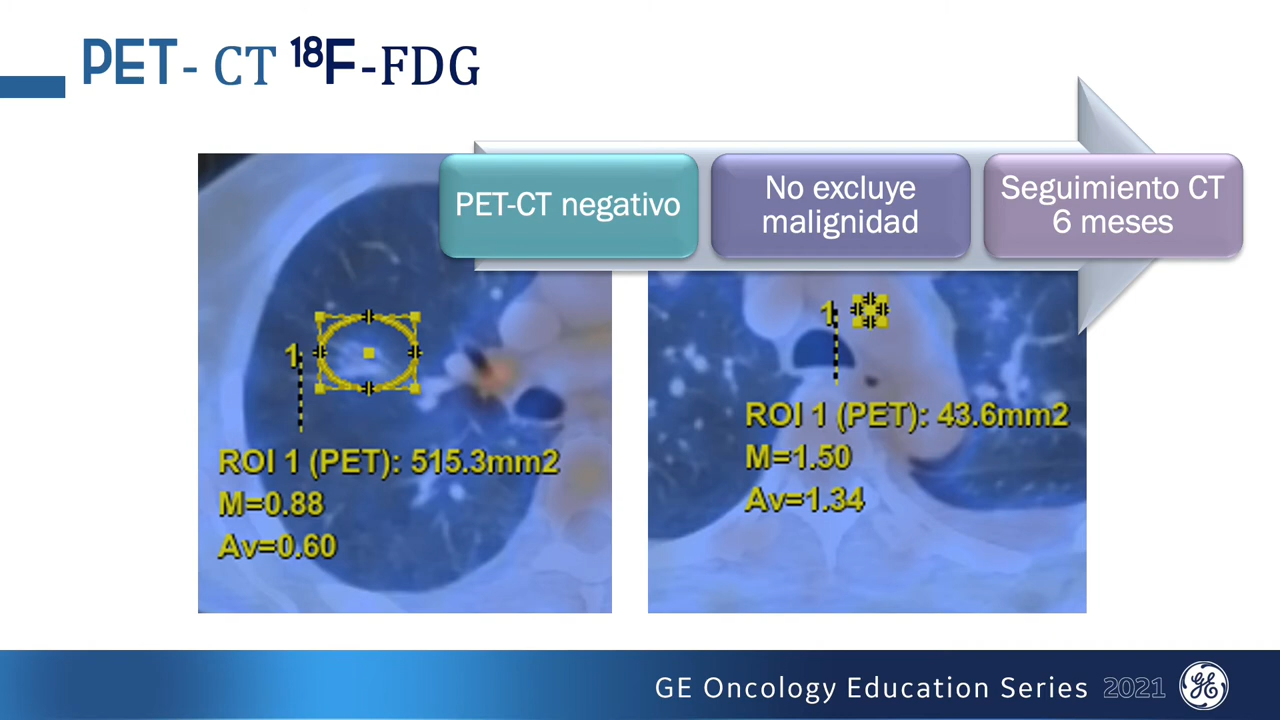 PET- CT 18F-FDG
PET-CT negativo
No excluye
malignidad
Seguimiento CT
6 meses
1
ROI 1 (PET): 515.3mm2
M=0.88
Av=0.60
1
ROI 1 (PET): 43.6mm2
M=1.50
Av=1.34
GE Oncology Education Series 2021
GE